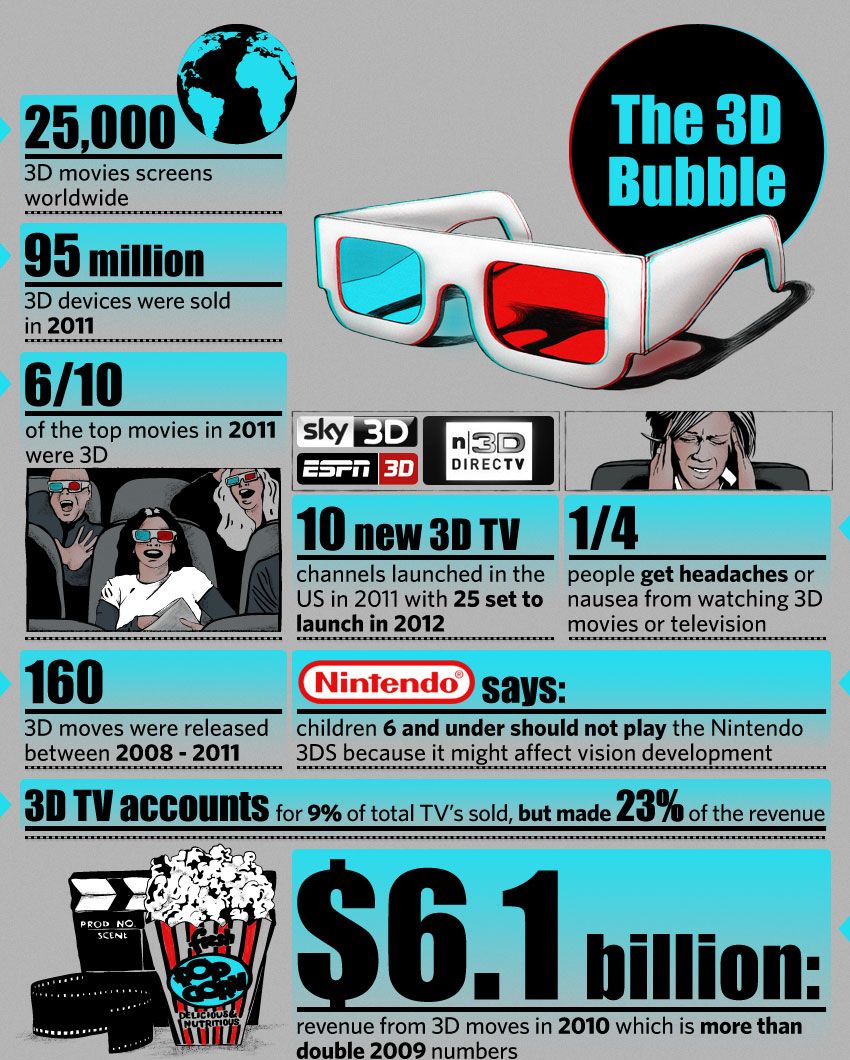 The 3D
Bubble
25,000
3D movies screens
worldwide
95 million
3D devices were sold
in 2011
6/10
of the top movies in 2011
were 3D
sky 3D
ESPN 3D
n3D
DIRECTV
10 new 3D TV
channels launched in the
US in 2011 with 25 set to
launch in 2012
1/4
people get headaches or
nausea from watching 3D
movies or television
160
3D moves were released
between 2008 - 2011
Nintendo® says:
children 6 and under should not play the Nintendo
3DS because it might affect vision development
3D TV accounts for 9% of total TV's sold, but made 23% of the revenue
PROD NO.
SCENE
fresh
POP
CORN
DELICIOUS &
NUTRITIOUS
$6.1 billion:
revenue from 3D moves in 2010 which is more than
double 2009 numbers